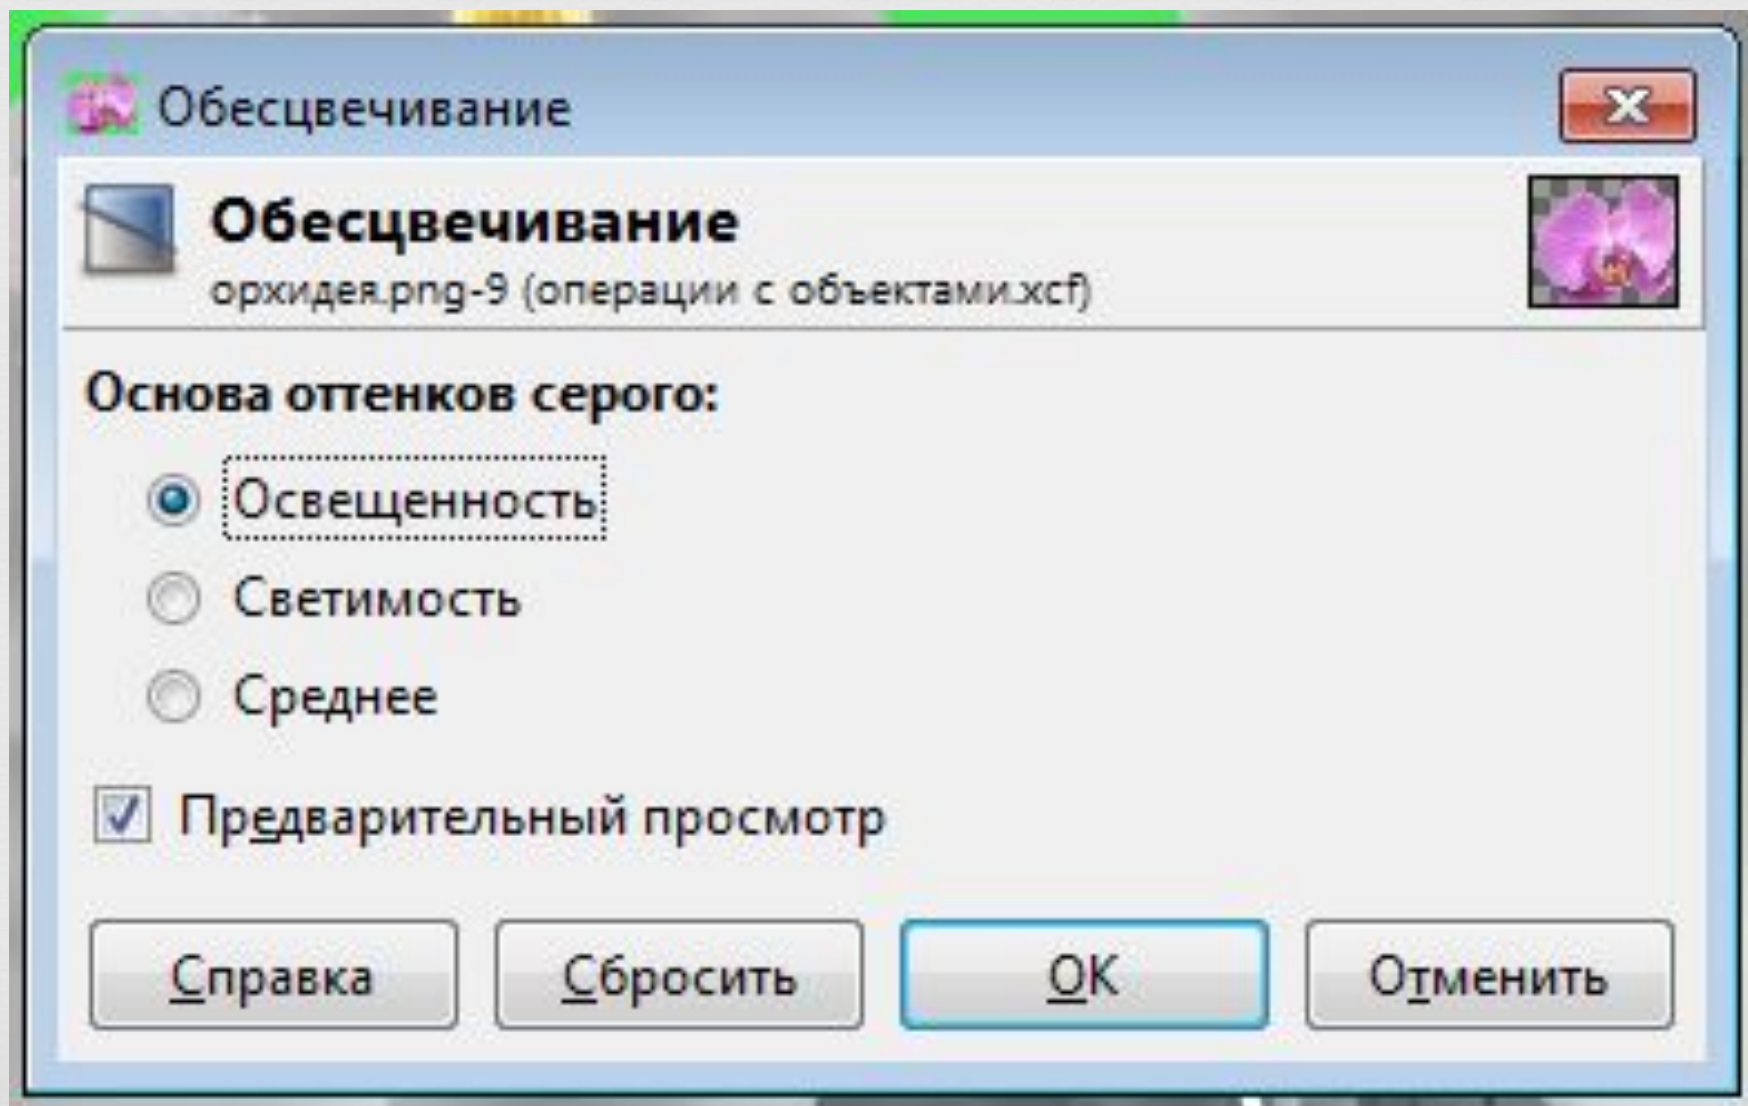 Обесцвечивание
Обесцвечивание
орхидея.png-9 (операции с объектами.xcf)
Основа оттенков серого:
Освещенность
Светимость
Среднее
Предварительный просмотр
Справка Сбросить OK Отменить